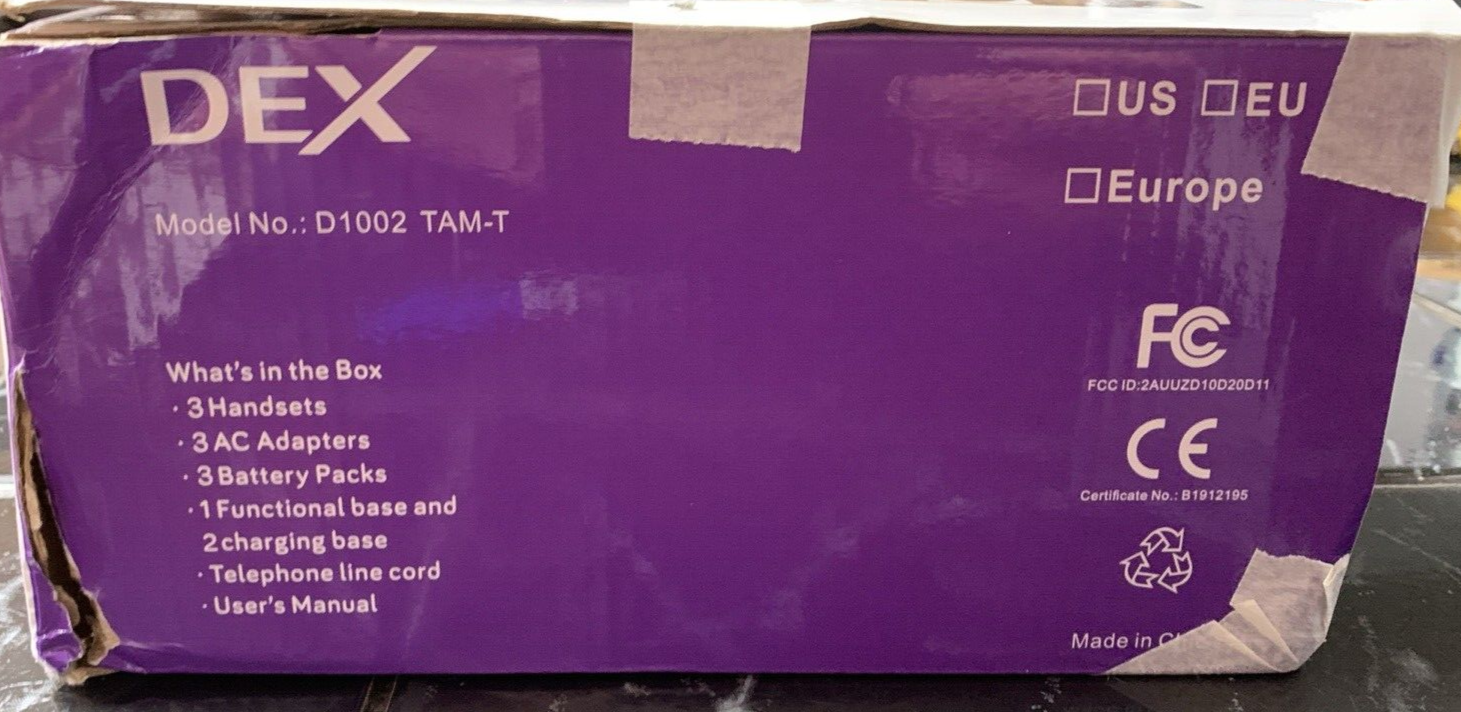 DEX
Model No.: D1002 TAM-T
What's in the Box
· 3 Handsets
· 3 AC Adapters
· 3 Battery Packs
· 1 Functional base and
2 charging base
· Telephone line cord
· User's Manual
☐US ☐EU
☐Europe
FC
FCC ID:2AUUZD10D20D11
CE
Certificate No.: B1912195
Made in